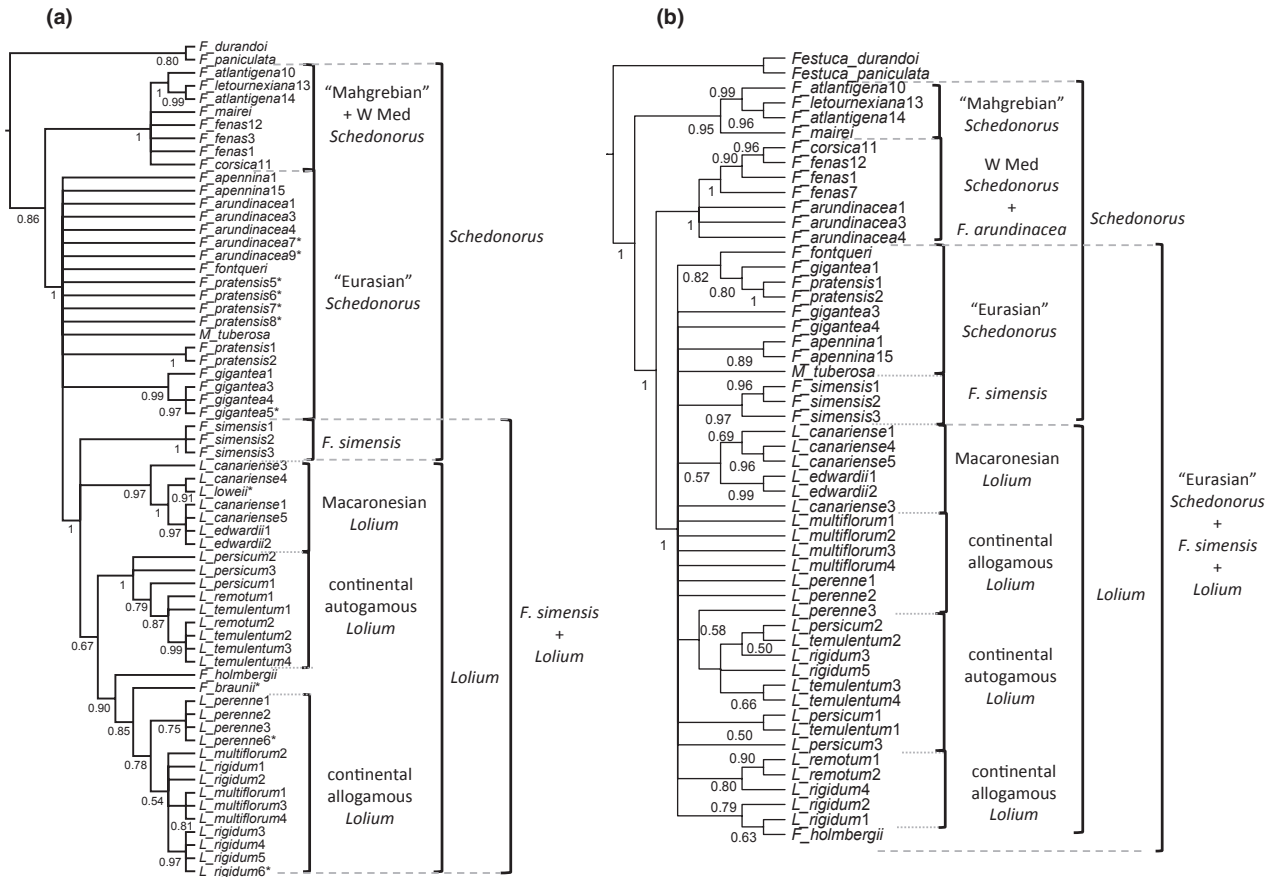 (a)
F_durandoi
0.80
F_paniculata
F_atlantigena10
F_letournexiana13
1
0.99
F_atlantigena14
F_mairei
F_fenas12
1
F_fenas3
F_fenas1
F_corsica11
"Mahgrebian"
+ W Med
Schedonorus
F_apennina1
F_apennina15
F_arundinacea1
0.86
F_arundinacea3
F_arundinacea4
F_arundinacea7*
F_arundinacea9*
F_fontqueri
F_pratensis5*
1
F_pratensis6*
F_pratensis7*
F_pratensis8*
M_tuberosa
F_pratensis1
1
F_pratensis2
F_gigantea1
0.99
F_gigantea3
F_gigantea4
0.97
F_gigantea5*
"Eurasian"
Schedonorus
Schedonorus
F_simensis1
F_simensis2
1
F_simensis3
F. simensis
L_canariense3
0.97
L_canariense4
0.91
L_loweii*
1
L_canariense1
L_canariense5
1
0.97
L_edwardii1
L_edwardii2
Macaronesian
Lolium
L_persicum2
L_persicum3
1
L_persicum1
0.79
L_remotum1
L_temulentum1
0.87
L_remotum2
L_temulentum2
0.67
0.99
L_temulentum3
L_temulentum4
continental
autogamous
Lolium
F_holmbergii
0.90
F_braunii*
0.85
L_perenne1
L_perenne2
0.75
L_perenne3
L_perenne6*
0.78
L_multiflorum2
L_rigidum1
L_rigidum2
0.54
L_multiflorum1
L_multiflorum3
0.81
L_multiflorum4
L_rigidum3
L_rigidum4
0.97
L_rigidum5
L_rigidum6*
continental
allogamous
Lolium
Lolium
F. simensis
+
Lolium
(b)
Festuca_durandoi
Festuca_paniculata
F_atlantigena10
0.99
F_letournexiana13
F_atlantigena14
0.95
0.96
F_mairei
"Mahgrebian"
Schedonorus
0.96
F_corsica11
0.90
F_fenas12
F_fenas1
1
F_fenas7
F_arundinacea1
1
F_arundinacea3
F_arundinacea4
W Med
Schedonorus
+
F. arundinacea
1
F_fontqueri
0.82
F_gigantea1
0.80
F_pratensis1
1
F_pratensis2
F_gigantea3
F_gigantea4
F_apennina1
0.89
F_apennina15
M_tuberosa
1
"Eurasian"
Schedonorus
0.96
F_simensis1
F_simensis2
0.97
F_simensis3
F. simensis
Schedonorus
L_canariense1
0.69
L_canariense4
0.96
L_canariense5
0.57
L_edwardii1
0.99
L_edwardii2
L_canariense3
Macaronesian
Lolium
L_multiflorum1
L_multiflorum2
1
L_multiflorum3
L_multiflorum4
L_perenne1
L_perenne2
L_perenne3
continental
allogamous
Lolium
0.58
L_persicum2
L_temulentum2
0.50
L_rigidum3
L_rigidum5
L_temulentum3
0.66
L_temulentum4
L_persicum1
L_temulentum1
0.50
L_persicum3
continental
autogamous
Lolium
0.90
L_remotum1
L_remotum2
0.80
L_rigidum4
0.79
L_rigidum2
L_rigidum1
0.63
F_holmbergii
continental
allogamous
Lolium
Lolium
"Eurasian"
Schedonorus
+
F. simensis
+
Lolium